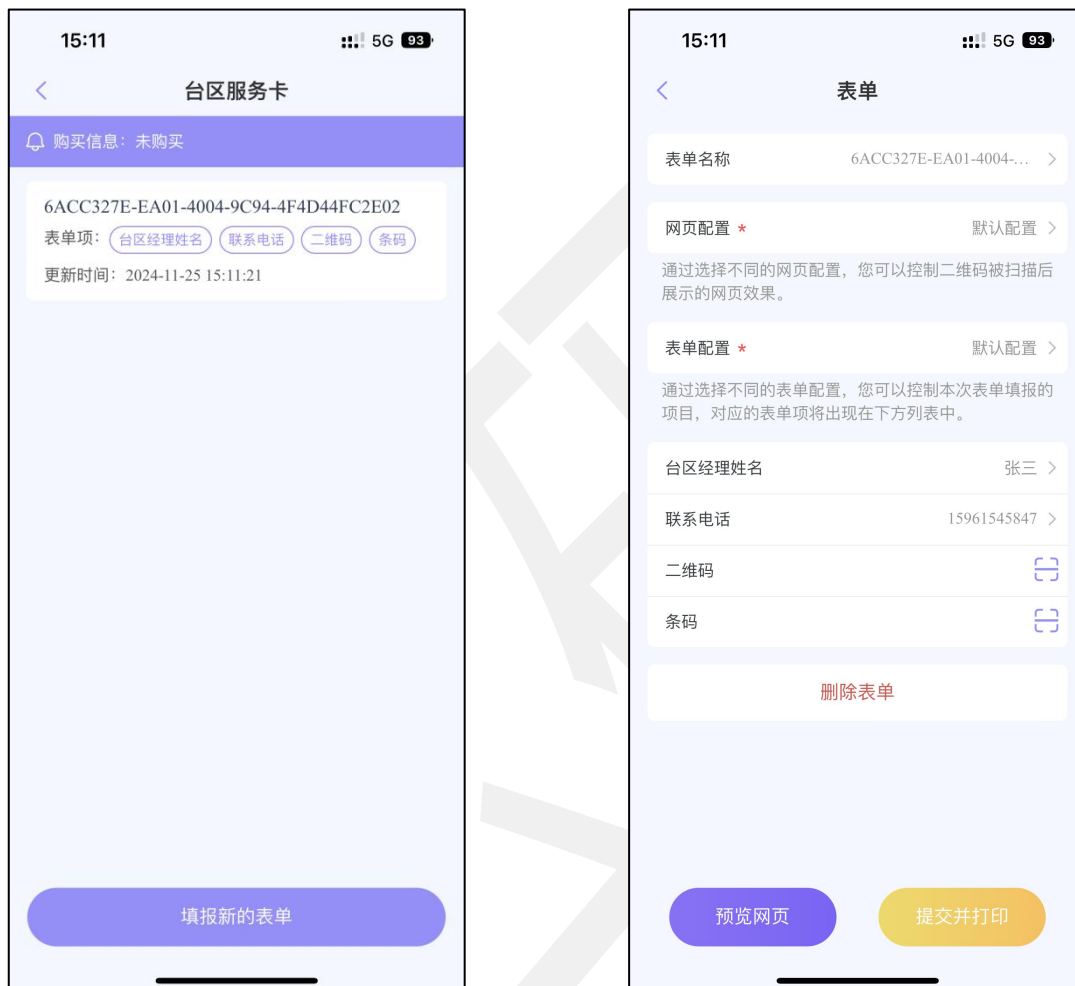 15:11
5G 93
台区服务卡
购买信息：未购买
6ACC327E-EA01-4004-9C94-4F4D44FC2E02
表单项：台区经理姓名 联系电话 二维码 条码
更新时间：2024-11-25 15:11:21
填报新的表单
15:11
5G 93
表单
表单名称 6ACC327E-EA01-4004-...
网页配置 * 默认配置
通过选择不同的网页配置，您可以控制二维码被扫描后
展示的网页效果。
表单配置 * 默认配置
通过选择不同的表单配置，您可以控制本次表单填报的
项目，对应的表单项将出现在下方列表中。
台区经理姓名 张三
联系电话 15961545847
二维码
条码
删除表单
预览网页
提交并打印